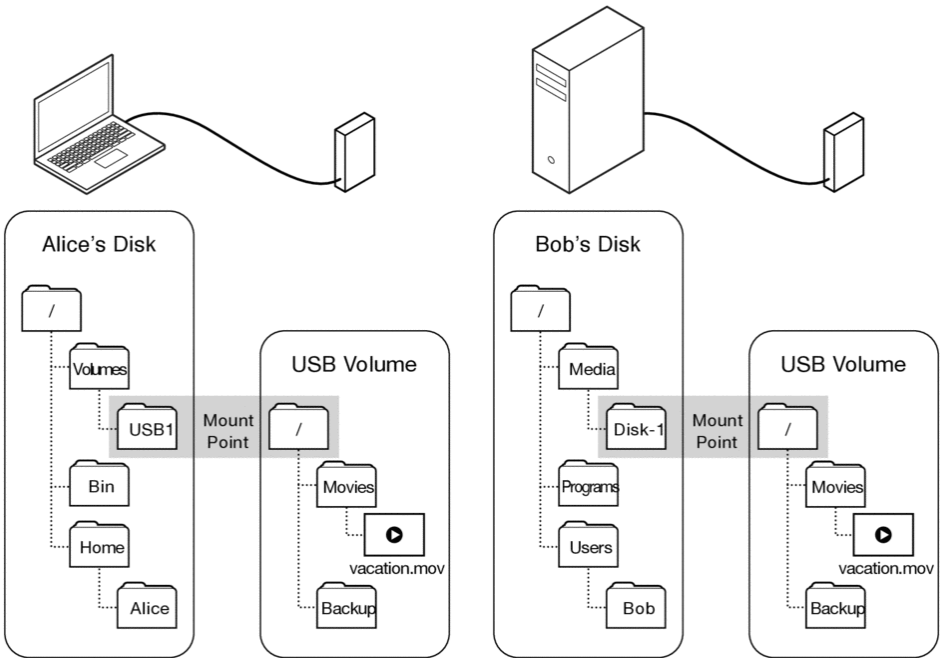 Alice's Disk
/
Volumes
USB1
Bin
Home
Alice
Mount
Point
USB Volume
/
Movies
vacation.mov
Backup
Bob's Disk
/
Media
Disk-1
Programs
Users
Bob
Mount
Point
USB Volume
/
Movies
vacation.mov
Backup